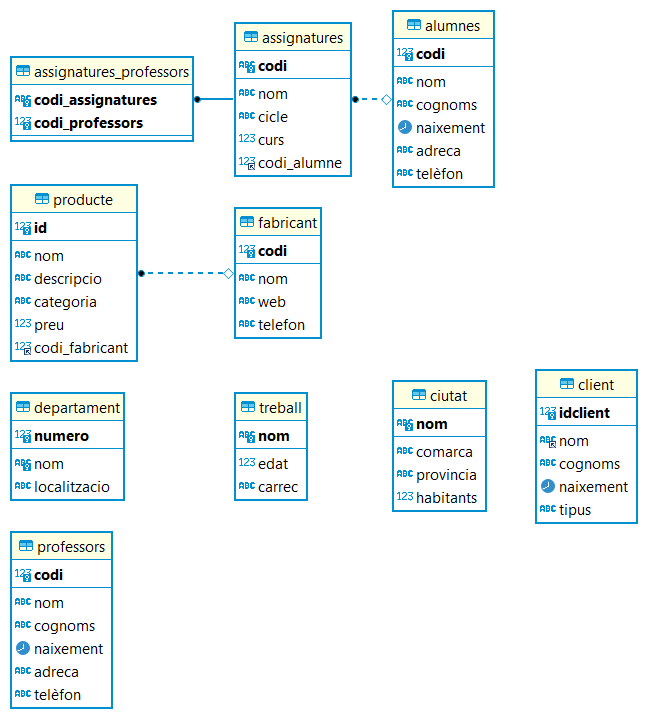 assignatures_professors
codi_assignatures
codi_professors
assignatures
codi
nom
cicle
curs
codi_alumne
alumnes
codi
nom
cognoms
naixement
adreca
telèfon
producte
id
nom
descripcio
categoria
preu
codi_fabricant
fabricant
codi
nom
web
telefon
departament
numero
nom
localitzacio
treball
nom
edat
carrec
ciutat
nom
comarca
provincia
habitants
client
idclient
nom
cognoms
naixement
tipus
professors
codi
nom
cognoms
naixement
adreca
telèfon